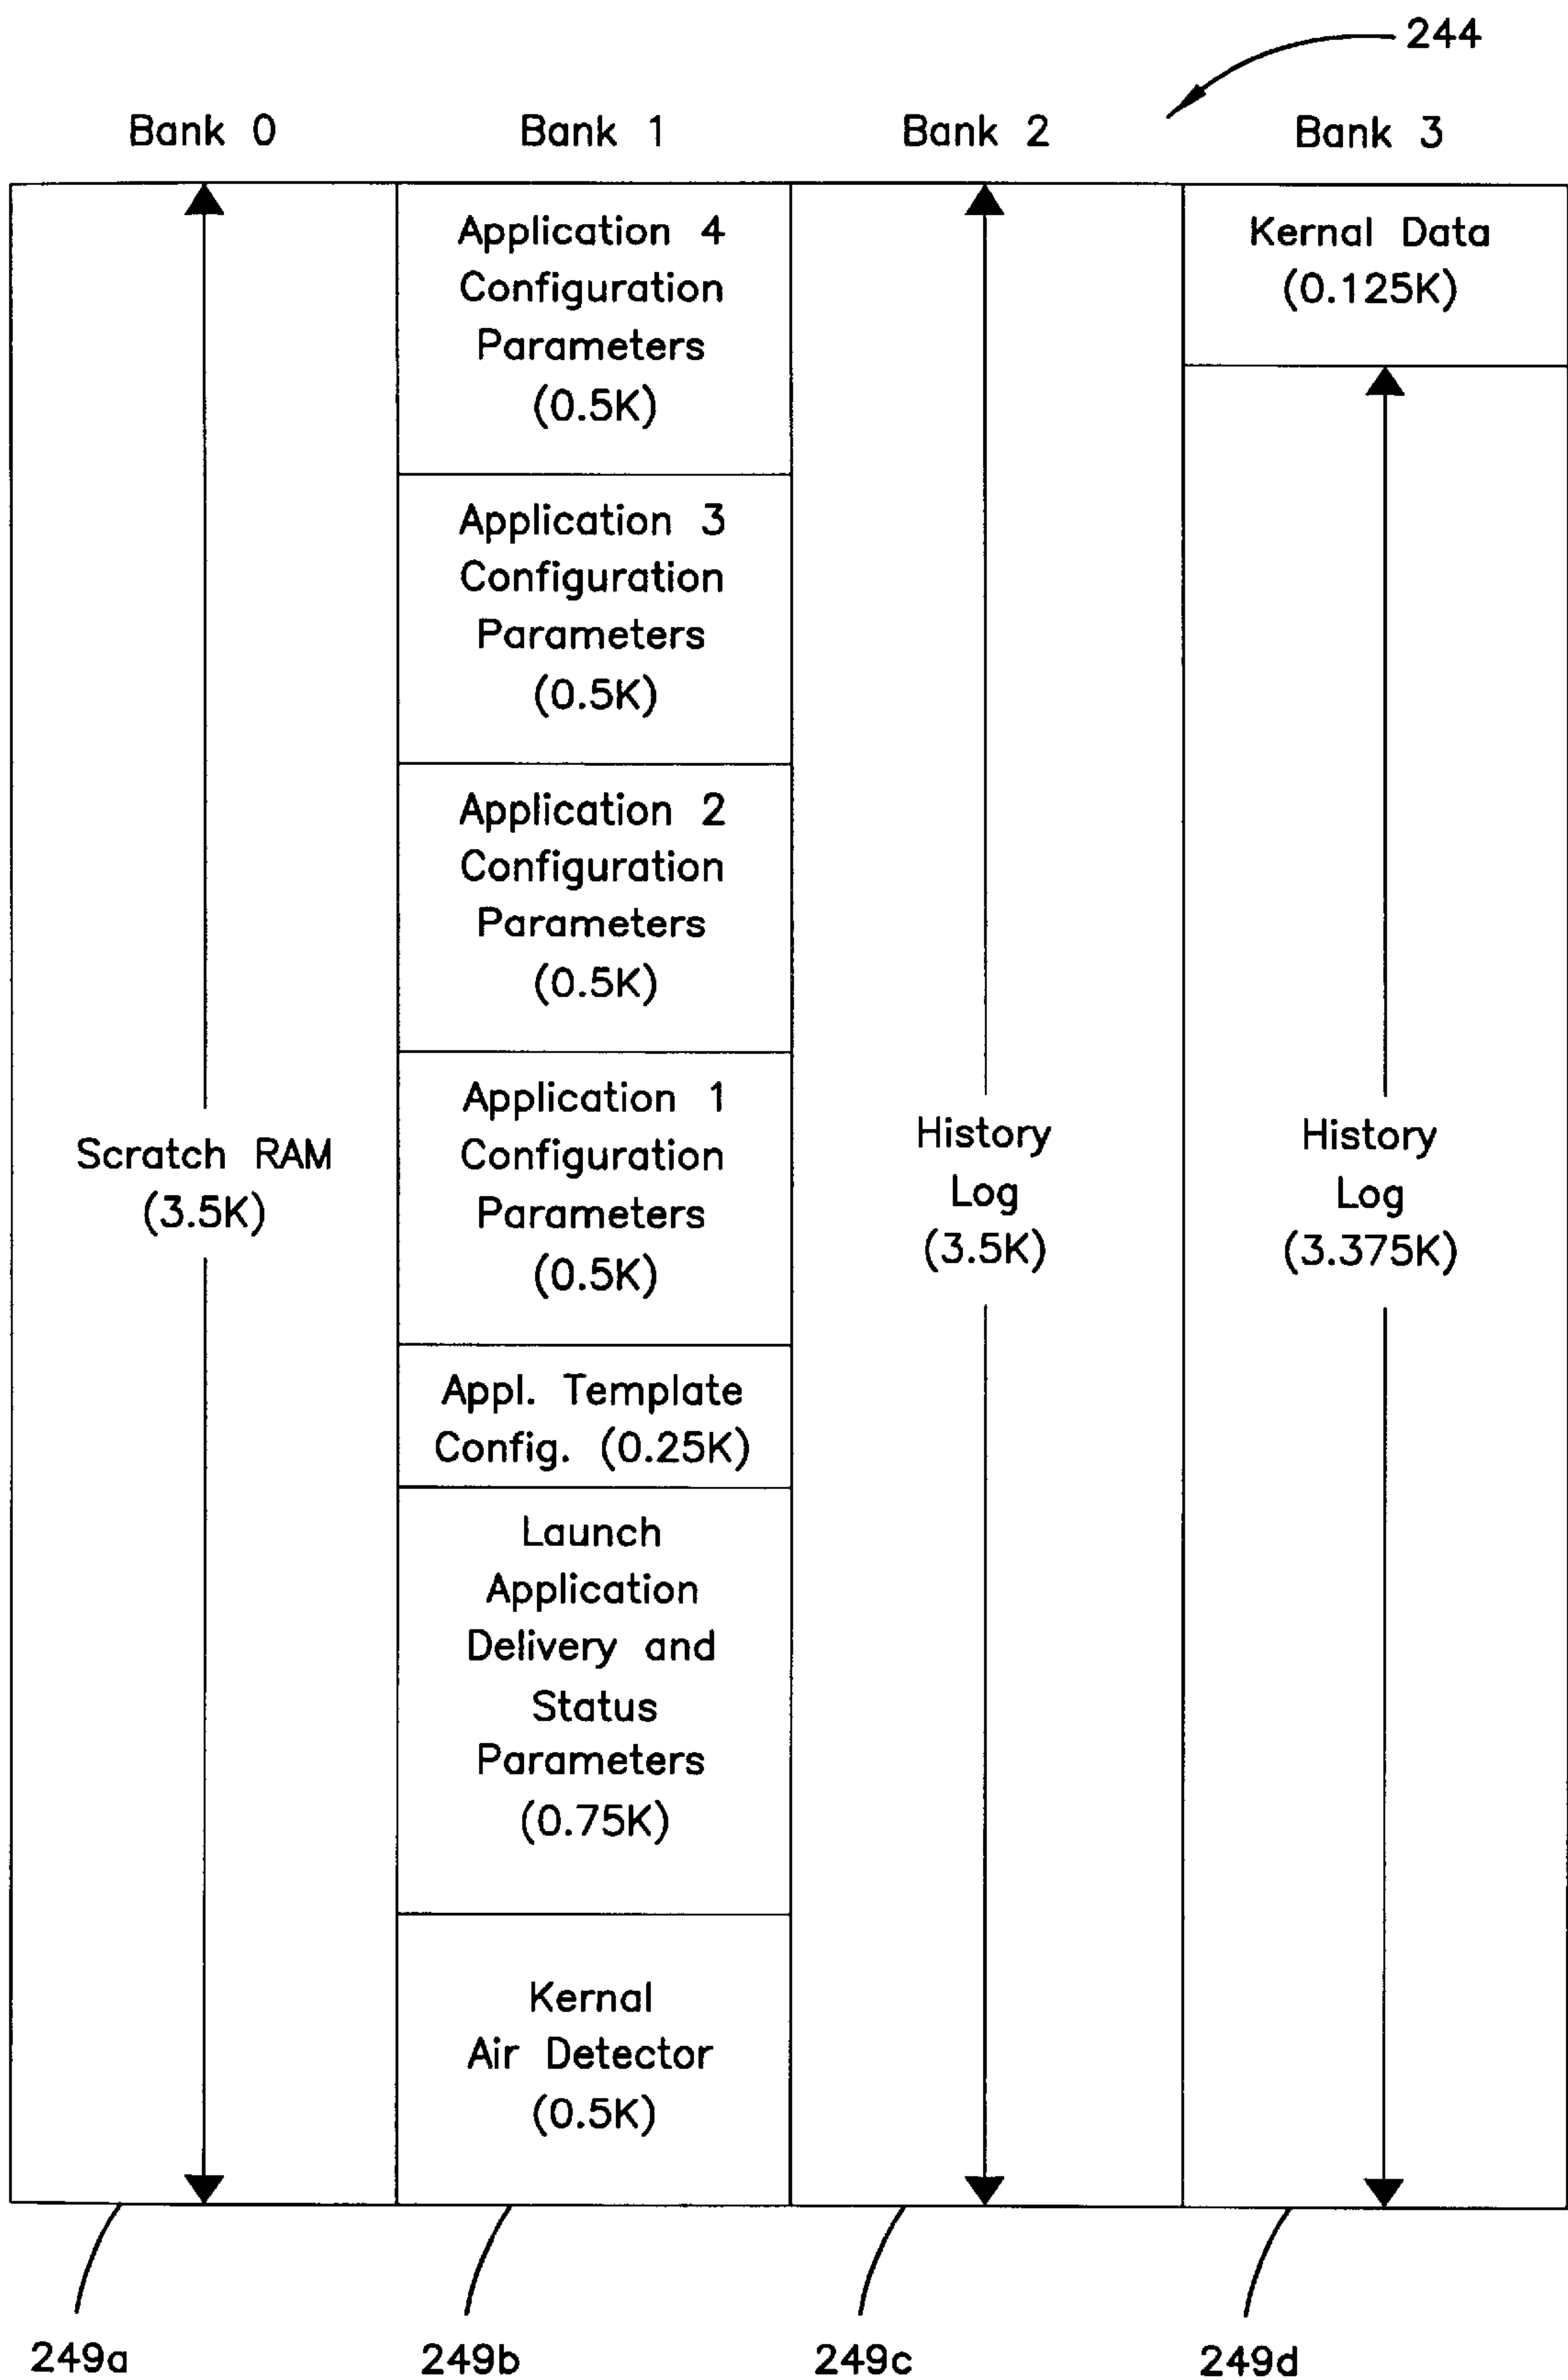 244
Bank 0
Bank 1
Bank 2
Bank 3
Scratch RAM
(3.5K)
Application 4
Configuration
Parameters
(0.5K)
Application 3
Configuration
Parameters
(0.5K)
Application 2
Configuration
Parameters
(0.5K)
Application 1
Configuration
Parameters
(0.5K)
Appl. Template
Config. (0.25K)
Launch
Application
Delivery and
Status
Parameters
(0.75K)
Kernal
Air Detector
(0.5K)
History
Log
(3.5K)
Kernal Data
(0.125K)
History
Log
(3.375K)
249a
249b
249c
249d